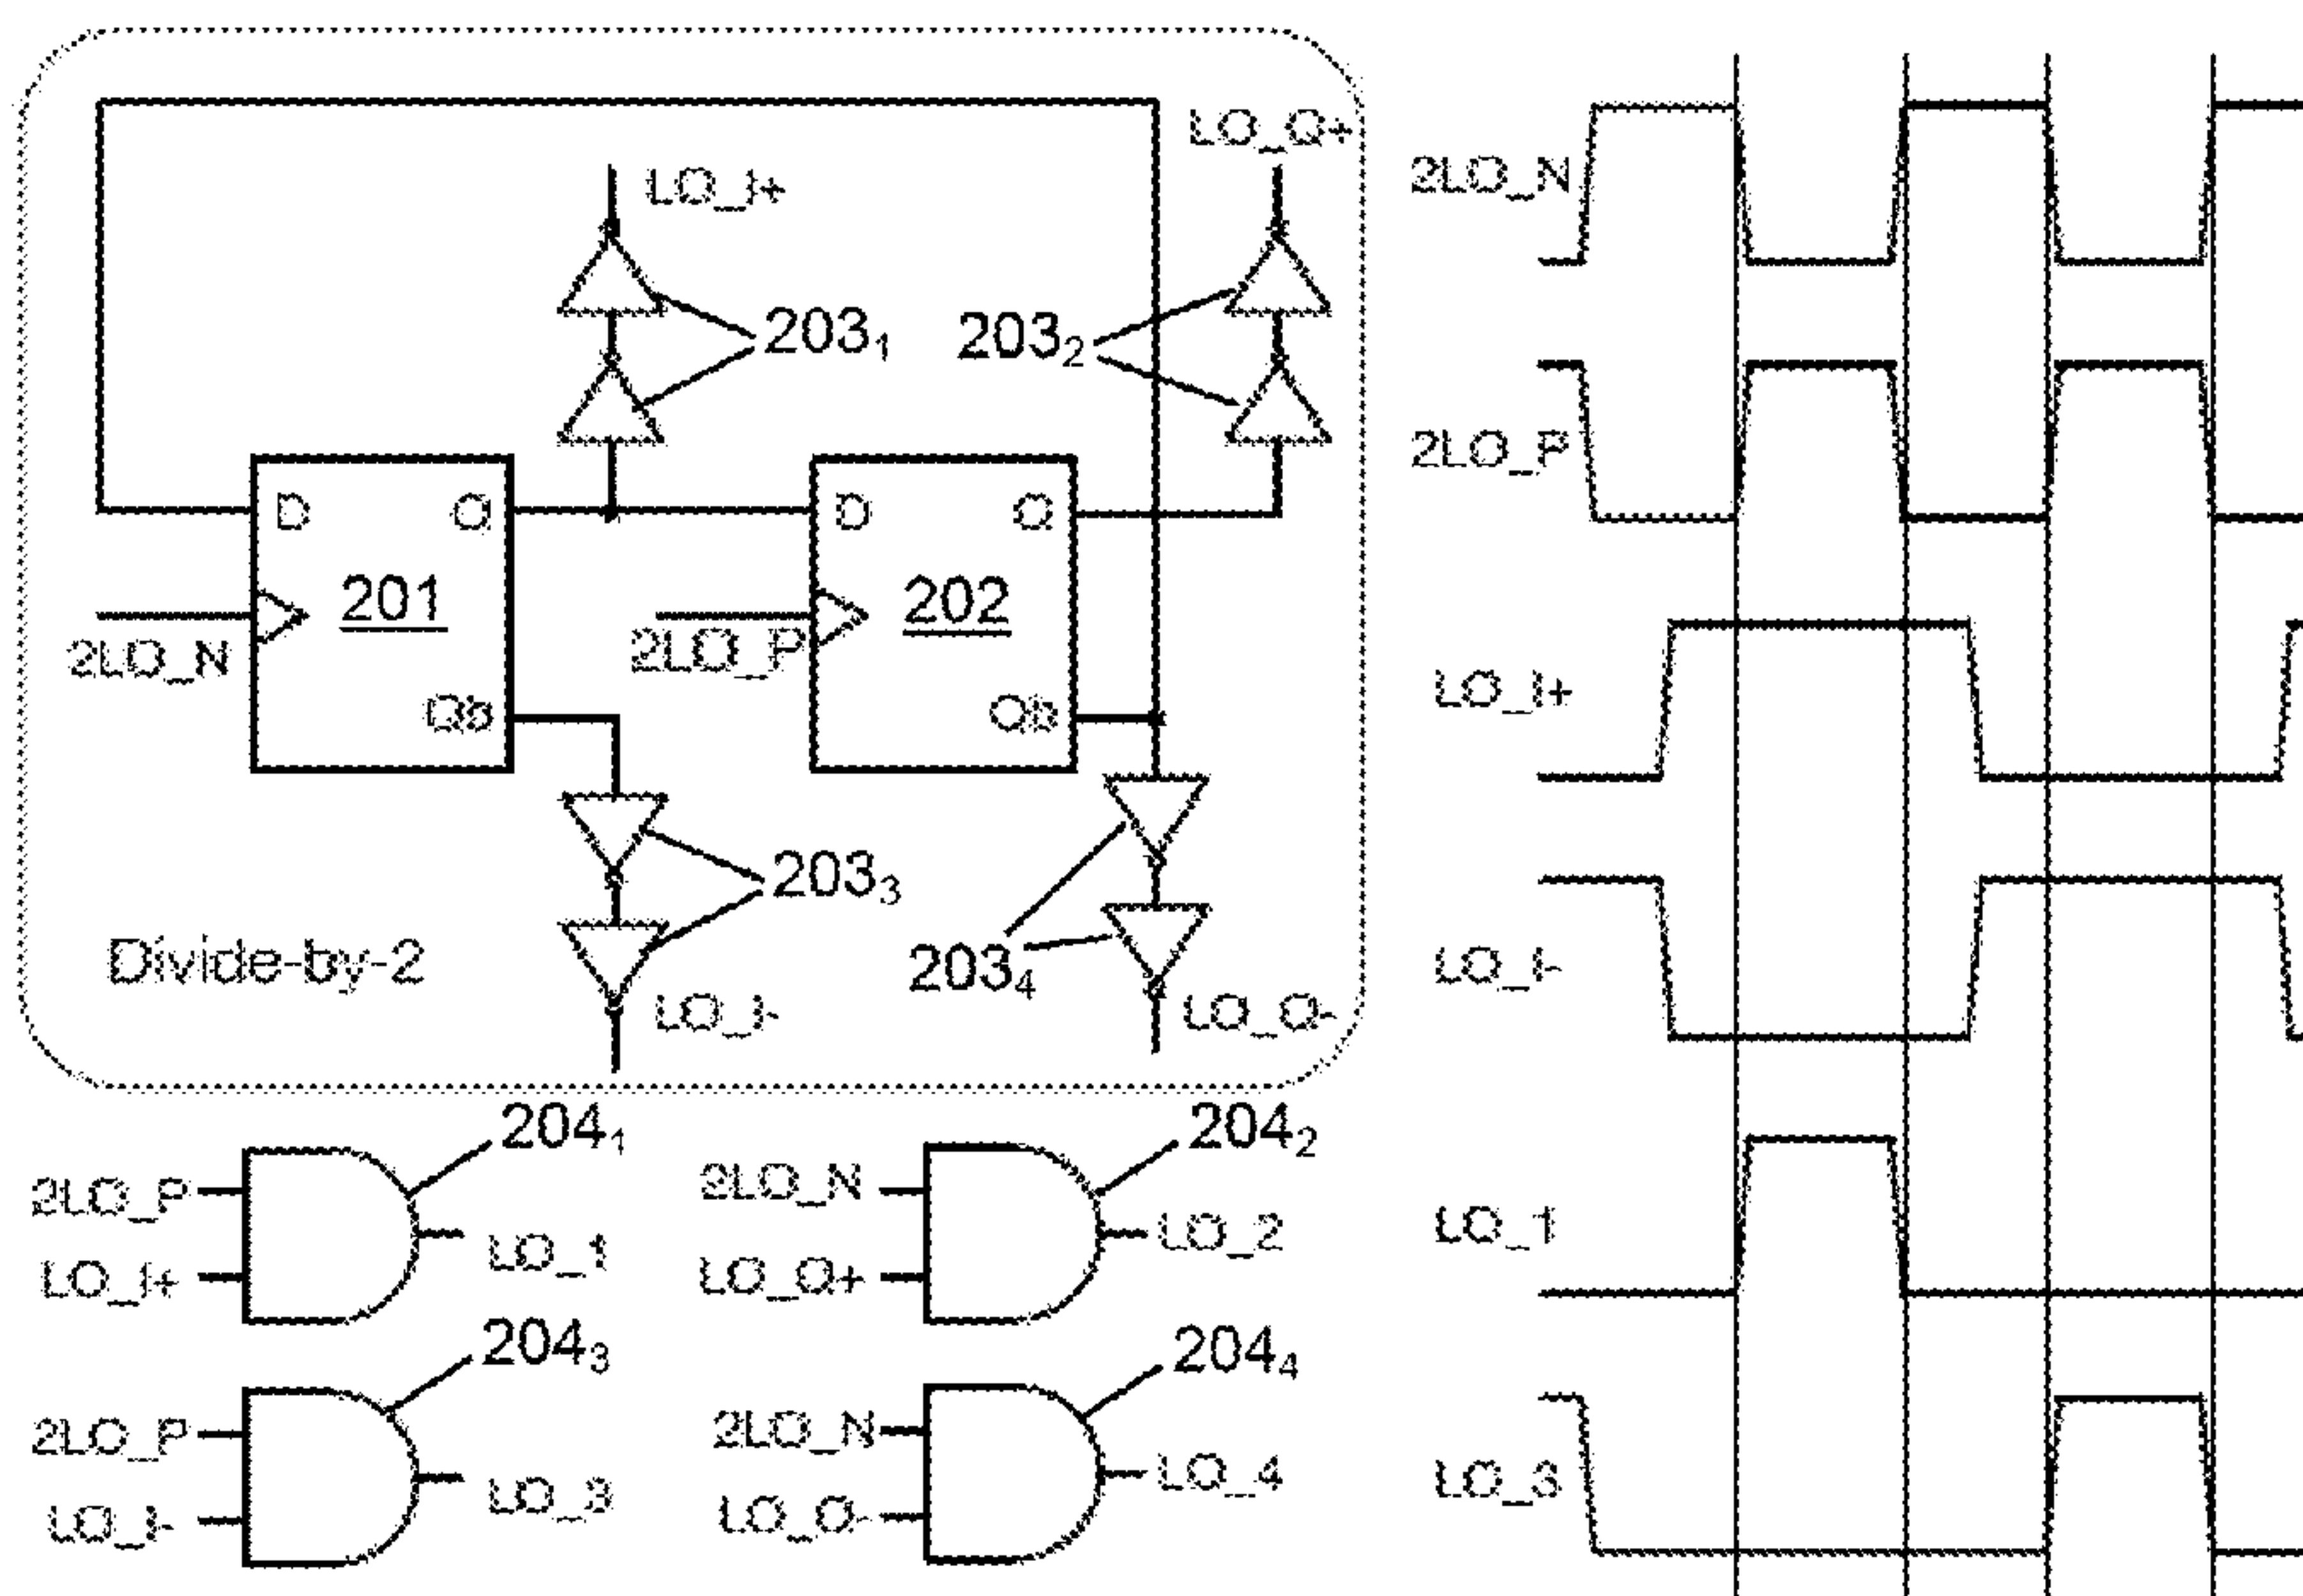 LO_Q+
LO_I+
203₁
203₂
D
Q
D
Q
201
202
2LO_N
2LO_P
Qb
Qb
203₃
203₄
Divide-by-2
LO_I-
LO_Q-
204₁
2LO_P
LO_I+
LO_1
204₂
2LO_N
LO_Q+
LO_2
204₃
2LO_P
LO_I-
LO_3
204₄
2LO_N
LO_Q-
LO_4
2LO_N
2LO_P
LO_I+
LO_I-
LO_1
LO_3